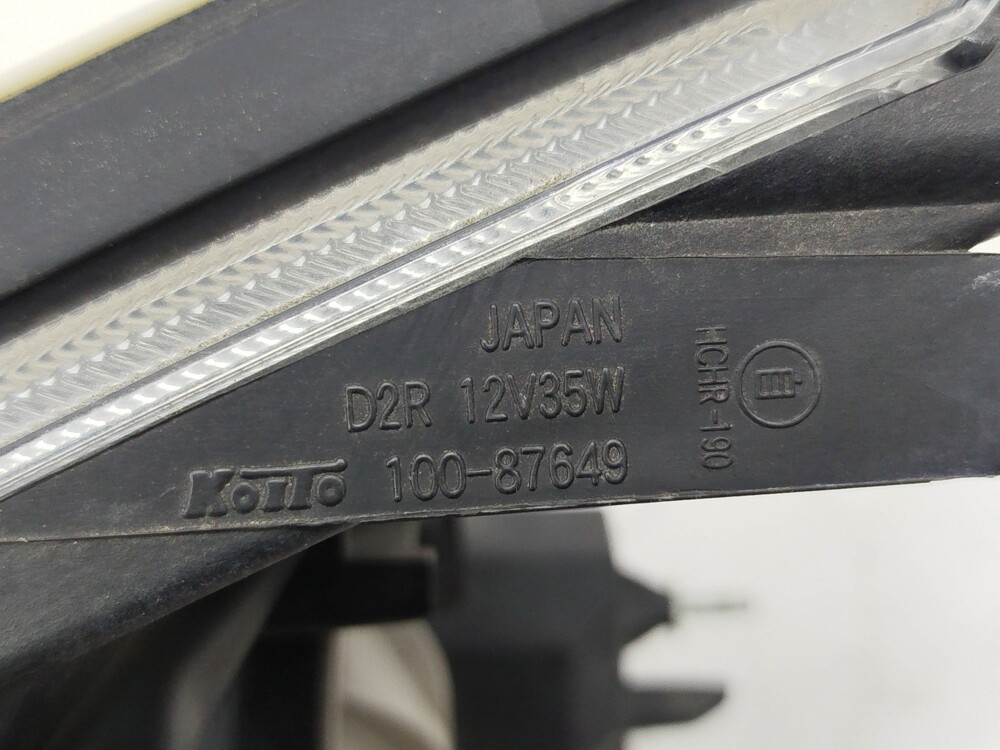 JAPAN
D2R 12V35W
KOITO 100-87649
HCHR-190